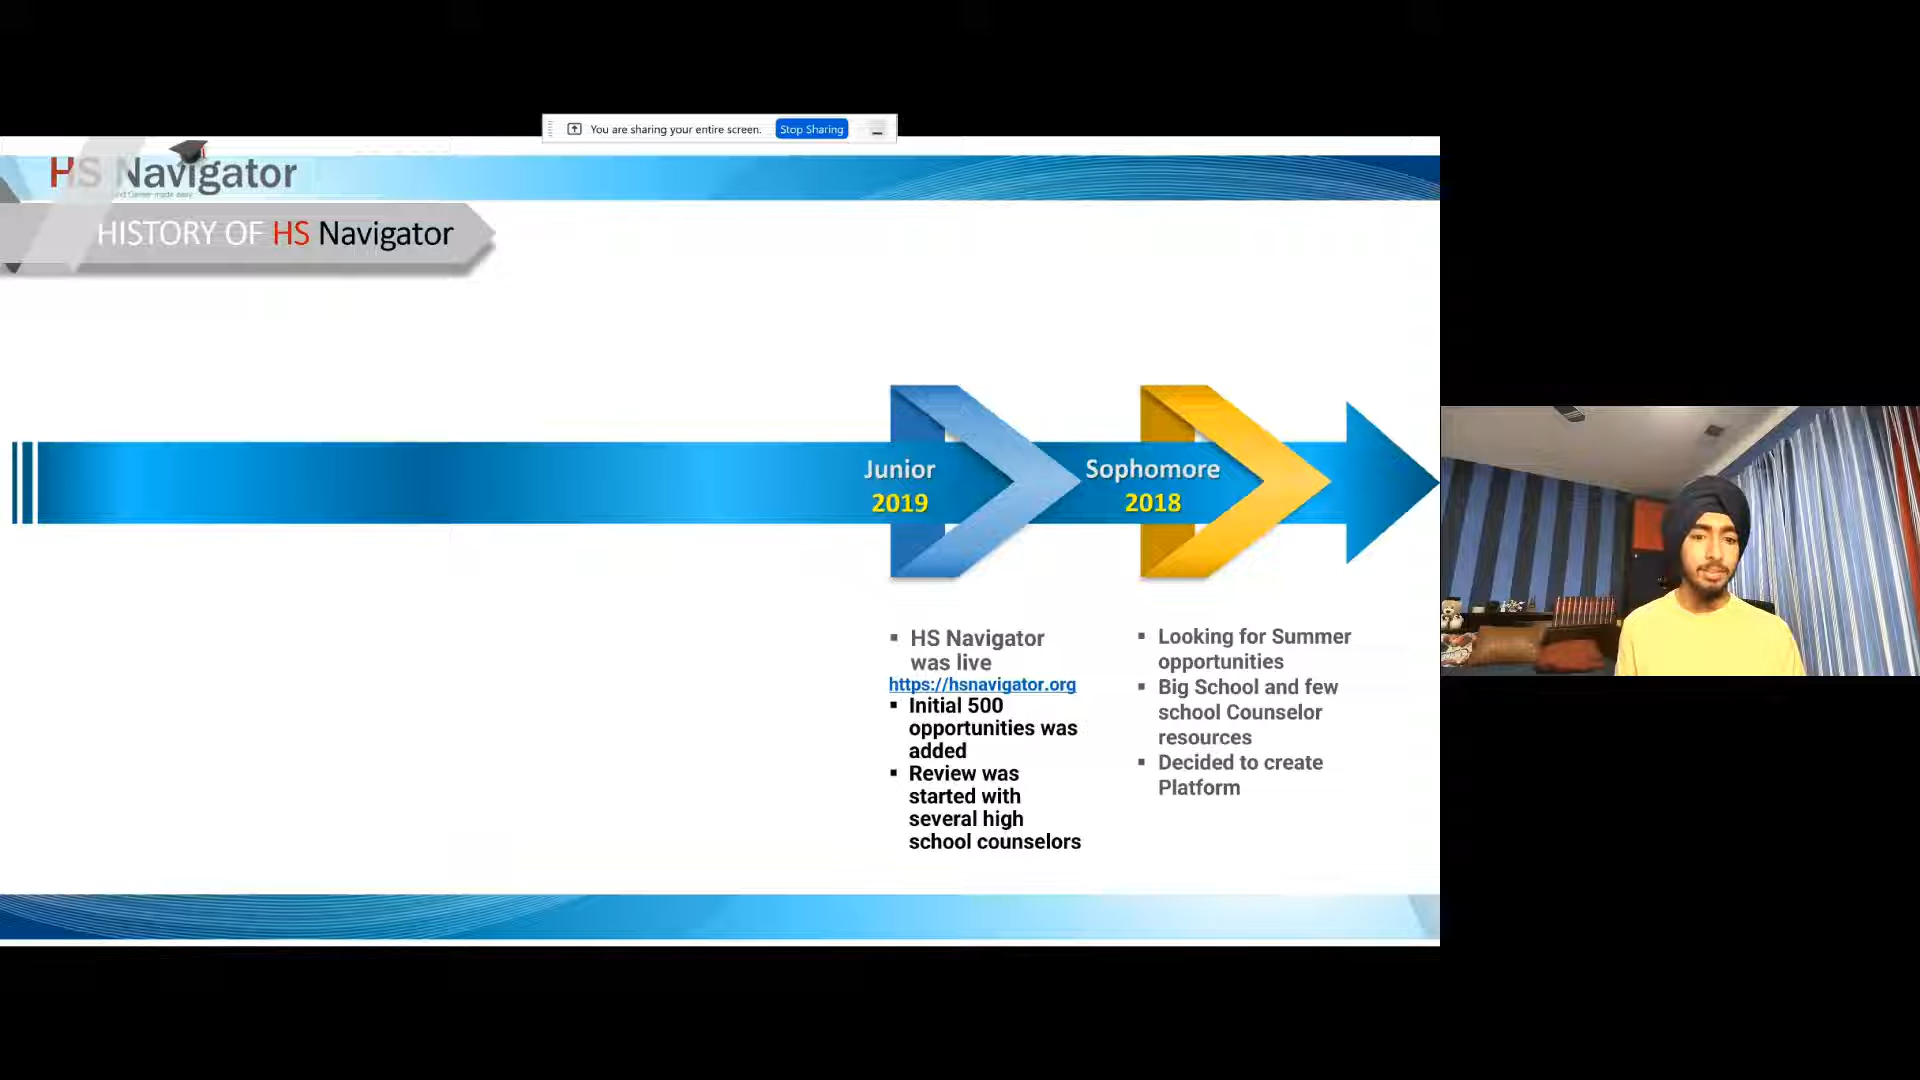 You are sharing your entire screen.
Stop Sharing
HS Navigator
HISTORY OF HS Navigator
Junior
2019
Sophomore
2018
▪ HS Navigator
was live
https://hsnavigator.org
▪ Initial 500
opportunities was
added
▪ Review was
started with
several high
school counselors
▪ Looking for Summer
opportunities
▪ Big School and few
school Counselor
resources
▪ Decided to create
Platform